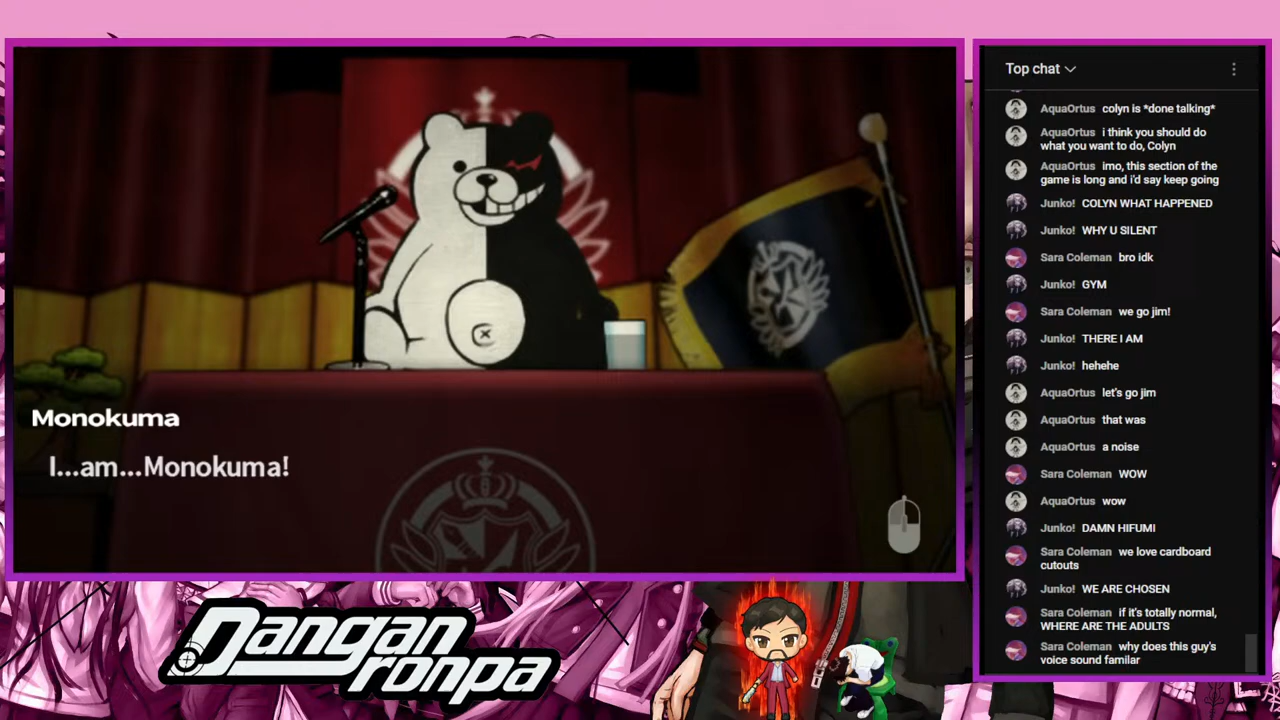 Top chat
AquaOrtus colyn is *done talking*
AquaOrtus i think you should do
what you want to do, Colyn
AquaOrtus imo, this section of the
game is long and i'd say keep going
Junko! COLYN WHAT HAPPENED
Junko! WHY U SILENT
Sara Coleman bro idk
Junko! GYM
Sara Coleman we go jim!
Junko! THERE I AM
Junko! hehehe
AquaOrtus let's go jim
AquaOrtus that was
AquaOrtus a noise
Sara Coleman WOW
AquaOrtus wow
Junko! DAMN HIFUMI
Sara Coleman we love cardboard
cutouts
Junko! WE ARE CHOSEN
Sara Coleman if it's totally normal,
WHERE ARE THE ADULTS
Sara Coleman why does this guy's
voice sound familar
Monokuma
I...am...Monokuma!
Dangan
ronpa